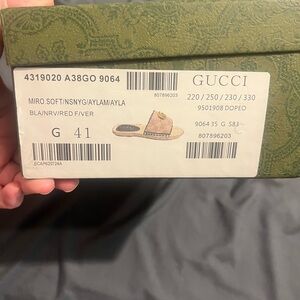 4319020 A38GO 9064
807896203
GUCCI
MIRO SOFT/NSNYG/AYLAM/AYLA
220 / 250 / 230 / 330
BLA/NRV/RED F/VER
9501908 DOPEO
G 41
9064 35 G 583
807896203